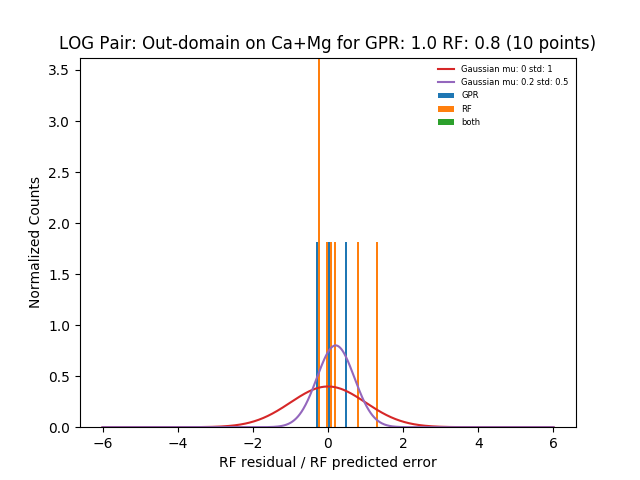 LOG Pair: Out-domain on Ca+Mg for GPR: 1.0 RF: 0.8 (10 points)
Gaussian mu: 0 std: 1
Gaussian mu: 0.2 std: 0.5
GPR
RF
both
Normalized Counts
3.5
3.0
2.5
2.0
1.5
1.0
0.5
0.0
−6
−4
−2
0
2
4
6
RF residual / RF predicted error